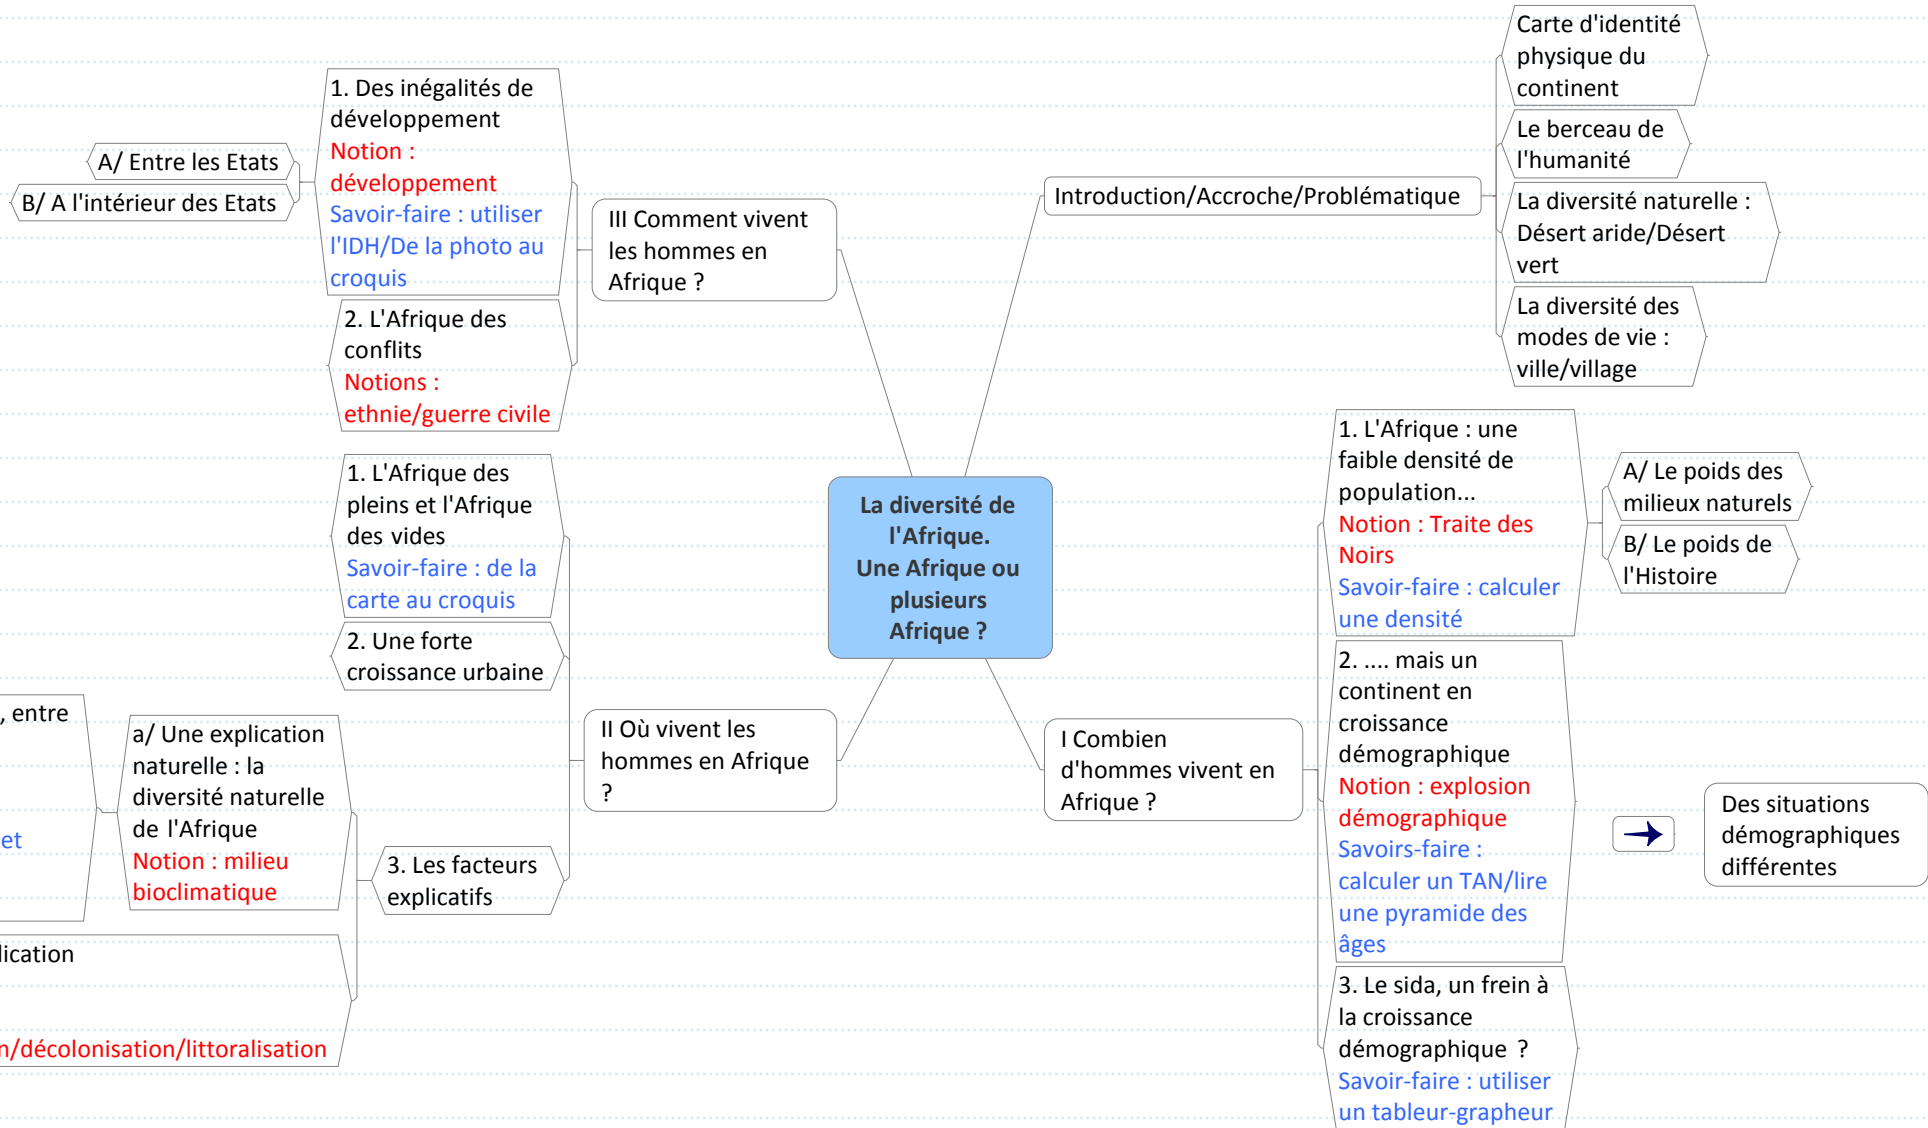 La diversité de
l'Afrique.
Une Afrique ou
plusieurs
Afrique ?
Introduction/Accroche/Problématique
Carte d'identité
physique du
continent
Le berceau de
l'humanité
La diversité naturelle :
Désert aride/Désert
vert
La diversité des
modes de vie :
ville/village
I Combien
d'hommes vivent en
Afrique ?
1. L'Afrique : une
faible densité de
population...
Notion : Traite des
Noirs
Savoir-faire : calculer
une densité
A/ Le poids des
milieux naturels
B/ Le poids de
l'Histoire
2. .... mais un
continent en
croissance
démographique
Notion : explosion
démographique
Savoirs-faire :
calculer un TAN/lire
une pyramide des
âges
Des situations
démographiques
différentes
3. Le sida, un frein à
la croissance
démographique ?
Savoir-faire : utiliser
un tableur-grapheur
II Où vivent les
hommes en Afrique
?
1. L'Afrique des
pleins et l'Afrique
des vides
Savoir-faire : de la
carte au croquis
2. Une forte
croissance urbaine
3. Les facteurs
explicatifs
a/ Une explication
naturelle : la
diversité naturelle
de l'Afrique
Notion : milieu
bioclimatique
, entre
et
lication
n/décolonisation/littoralisation
III Comment vivent
les hommes en
Afrique ?
1. Des inégalités de
développement
Notion :
développement
Savoir-faire : utiliser
l'IDH/De la photo au
croquis
A/ Entre les Etats
B/ A l'intérieur des Etats
2. L'Afrique des
conflits
Notions :
ethnie/guerre civile